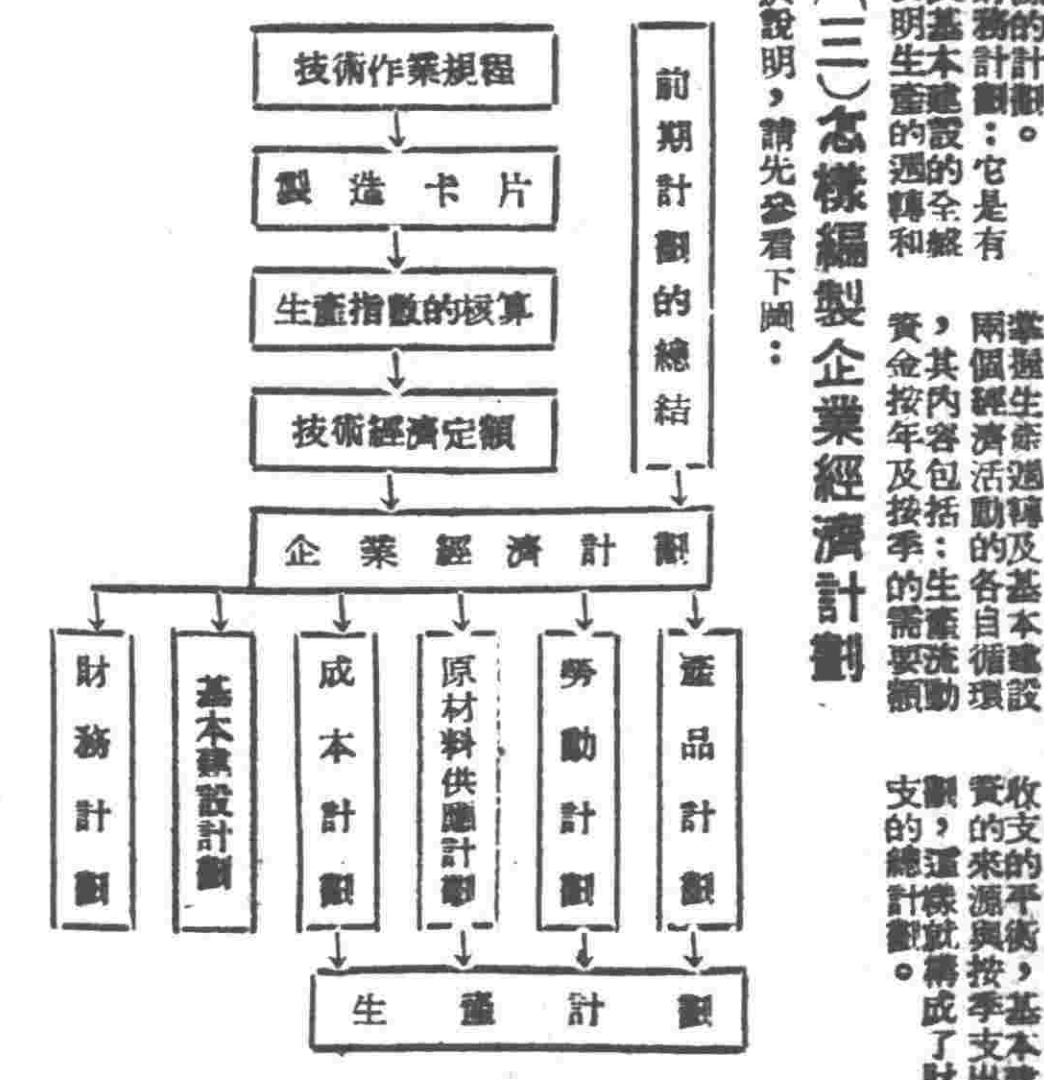 的計劃。
務計劃：它是有
基本建設的全盤
明生產的週轉和
掌握生產週轉及基本建設
兩個經濟活動的各自循環
，其內容包括：生產流動
資金按年及按季的需要額
收支的平衡，基本建
資的來源與按季支出
劃，這樣就構成了財
支的總計劃。
（三）怎樣編製企業經濟計劃
說明，請先參看下圖：
前期計劃的總結
技術作業規程
製造卡片
生產指數的核算
技術經濟定額
企業經濟計劃
產品計劃
勞動計劃
原材料供應計劃
成本計劃
基本建設計劃
財務計劃
生產計劃